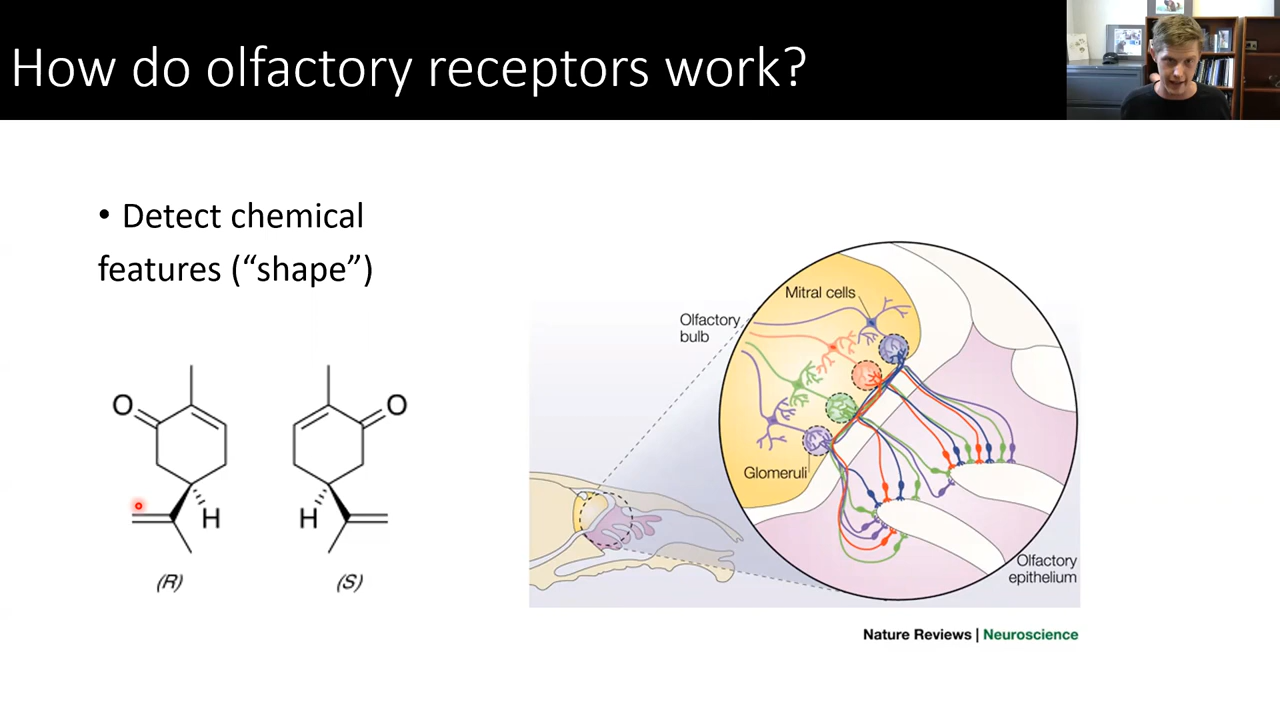 How do olfactory receptors work?
• Detect chemical
features (“shape”)
O
H
(R)
O
H
(S)
Mitral cells
Olfactory
bulb
Glomeruli
Olfactory
epithelium
Nature Reviews | Neuroscience